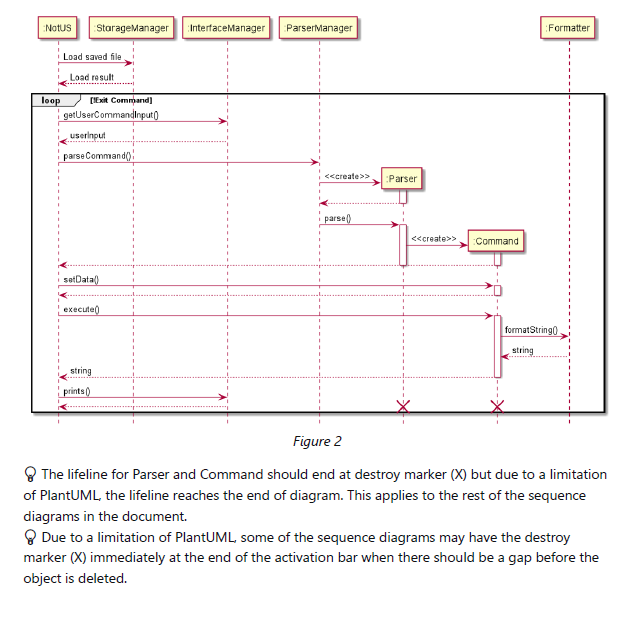 :NotUS :StorageManager :InterfaceManager :ParserManager :Formatter
Load saved file
Load result
loop [!Exit Command]
getUserCommandInput()
userInput
parseCommand()
<<create>> :Parser
parse()
<<create>> :Command
setData()
execute()
formatString()
string
string
prints()
Figure 2
The lifeline for Parser and Command should end at destroy marker (X) but due to a limitation
of PlantUML, the lifeline reaches the end of diagram. This applies to the rest of the sequence
diagrams in the document.
Due to a limitation of PlantUML, some of the sequence diagrams may have the destroy
marker (X) immediately at the end of the activation bar when there should be a gap before the
object is deleted.